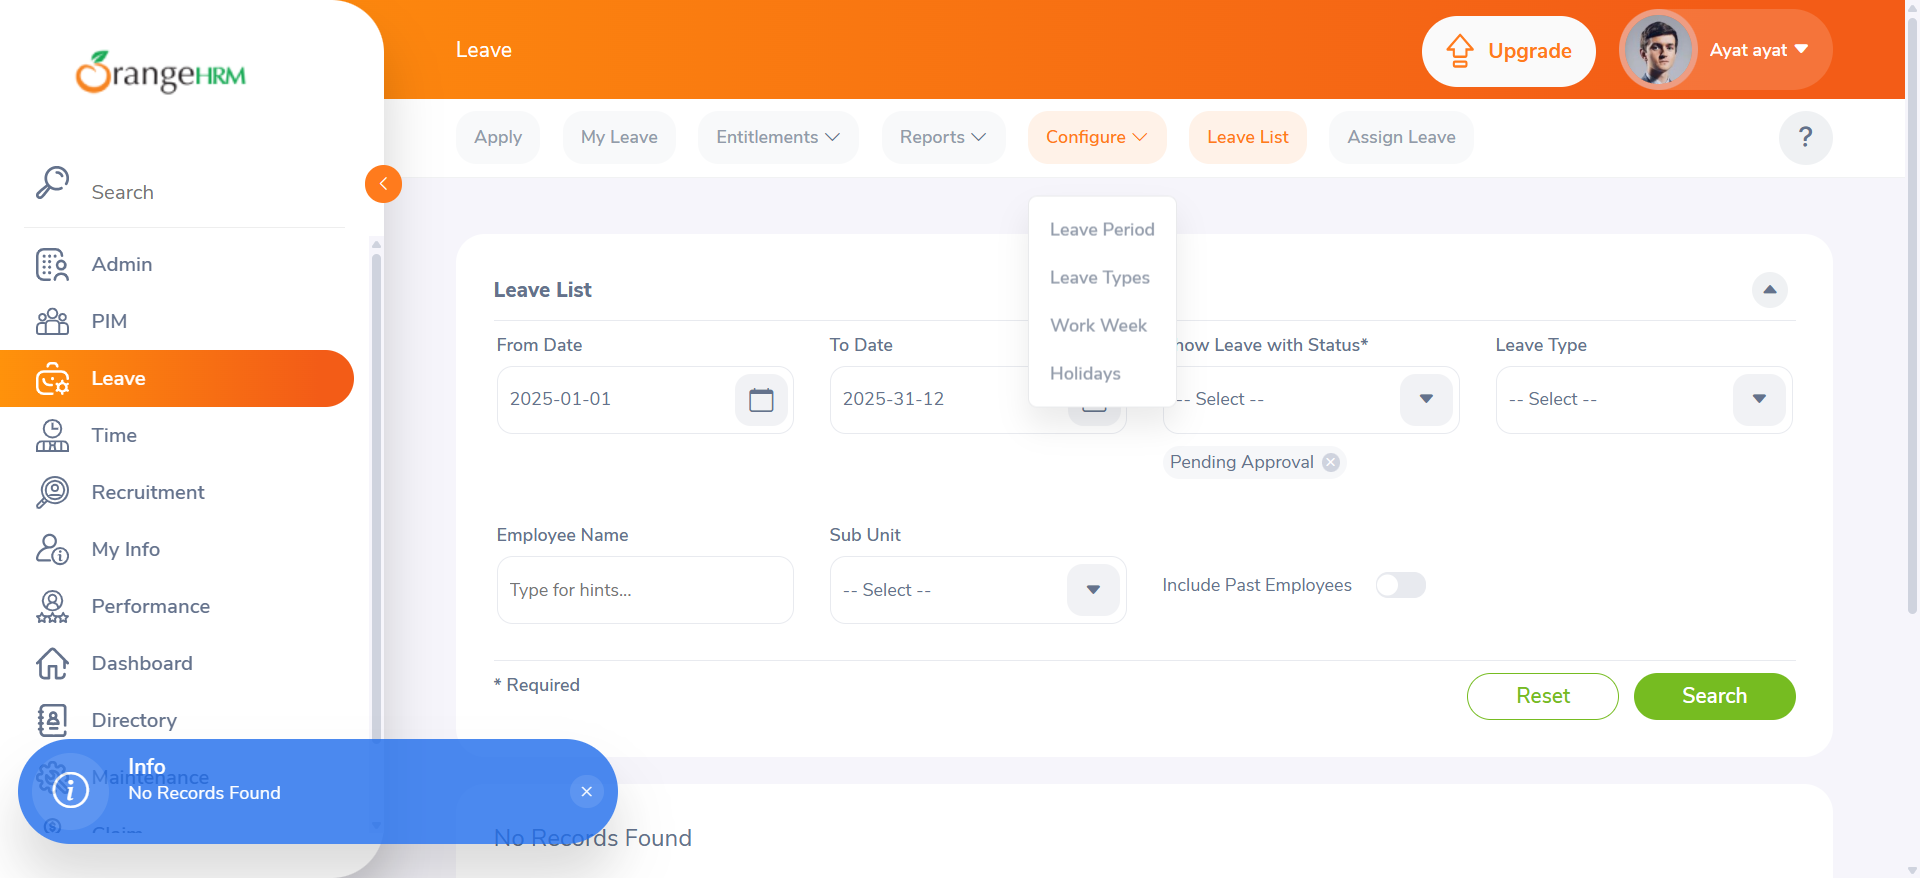 OrangeHRM
Leave
Upgrade
Ayat ayat
Search
Apply
My Leave
Entitlements
Reports
Configure
Leave List
Assign Leave
?
Leave Period
Leave Types
Work Week
Holidays
Admin
PIM
Leave
Time
Recruitment
My Info
Performance
Dashboard
Directory
Maintenance
Claim
Leave List
From Date
To Date
how Leave with Status*
Leave Type
2025-01-01
2025-31-12
-- Select --
-- Select --
Pending Approval
Employee Name
Sub Unit
Type for hints...
-- Select --
Include Past Employees
* Required
Reset
Search
Info
No Records Found
No Records Found